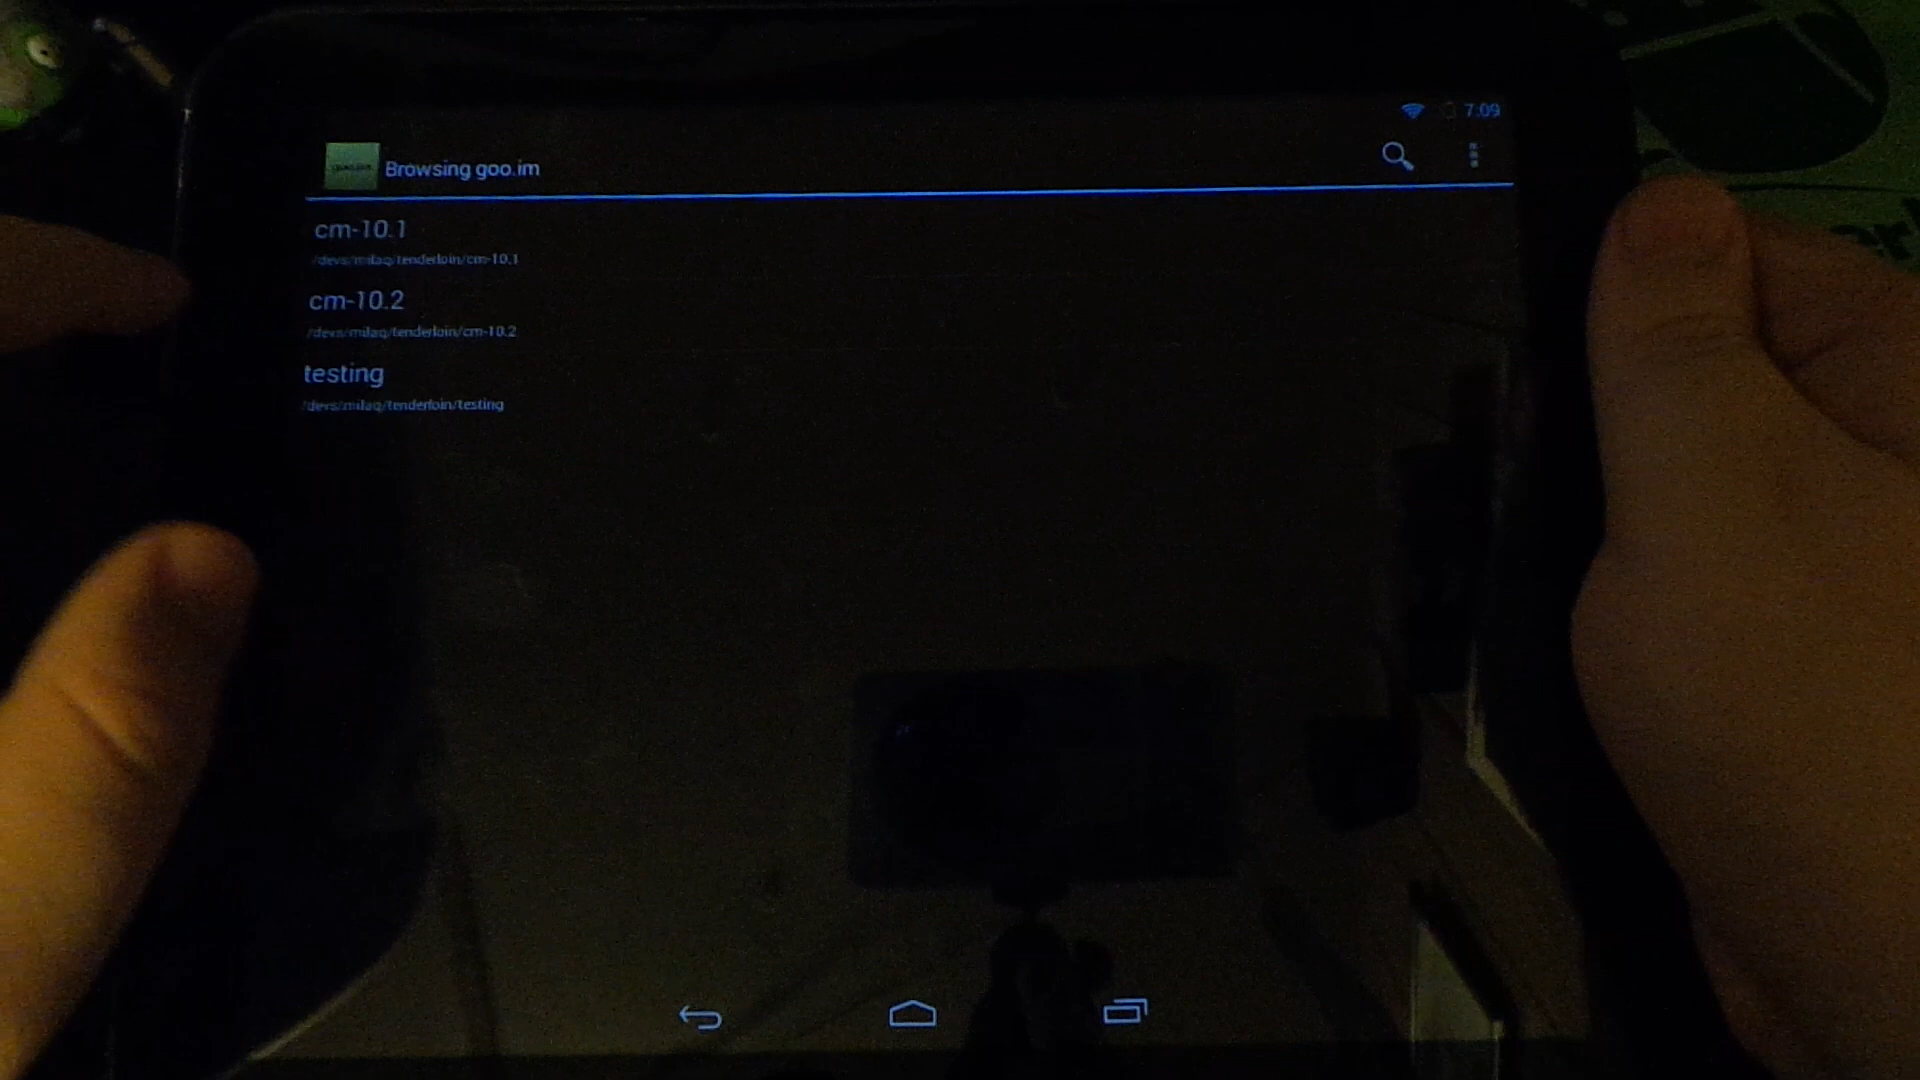 7:09
Browsing goo.im
cm-10.1
/devs/milaq/tenderloin/cm-10.1
cm-10.2
/devs/milaq/tenderloin/cm-10.2
testing
/devs/milaq/tenderloin/testing